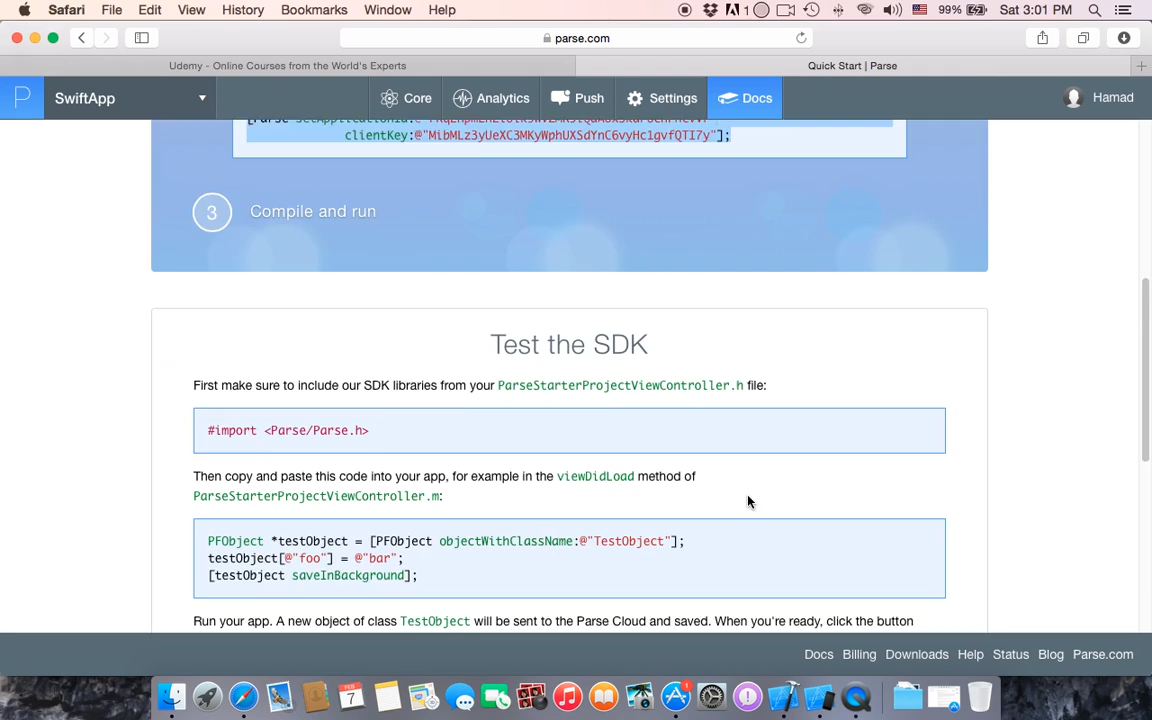 Safari File Edit View History Bookmarks Window Help 1 99% Sat 3:01 PM
parse.com
Udemy - Online Courses from the World's Experts Quick Start | Parse
P SwiftApp Core Analytics Push Settings Docs Hamad
clientKey:@"MibMLz3yUeXC3MKyWphUXSdYnC6vyHc1gvfQTI7y"];
3 Compile and run
Test the SDK
First make sure to include our SDK libraries from your ParseStarterProjectViewController.h file:
#import <Parse/Parse.h>
Then copy and paste this code into your app, for example in the viewDidLoad method of
ParseStarterProjectViewController.m:
PFObject *testObject = [PFObject objectWithClassName:@"TestObject"];
testObject[@"foo"] = @"bar";
[testObject saveInBackground];
Run your app. A new object of class TestObject will be sent to the Parse Cloud and saved. When you're ready, click the button
Docs Billing Downloads Help Status Blog Parse.com
FEB 7 1